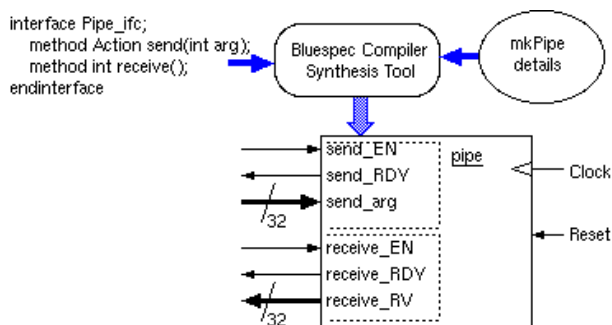 interface Pipe_ifc;
method Action send(int arg);
method int receive();
endinterface
Bluespec Compiler
Synthesis Tool
mkPipe
details
send_EN
send_RDY
send_arg
32
pipe
Clock
Reset
receive_EN
receive_RDY
receive_RV
32